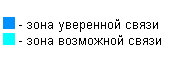 - зона уверенной связи
- зона возможной связи